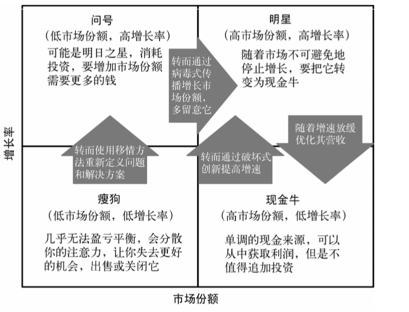 问号
(低市场份额，高增长率)
可能是明日之星，消耗
投资，要增加市场份额
需要更多的钱
转而通过
病毒式传
播增长市
场份额，
多留意它
明星
(高市场份额，高增长率)
随着市场不可避免地
停止增长，要把它转
变为现金牛
增长率
转而使用移情方
法重新定义问题
和解决方案
转而通过破坏式
创新提高增速
随着增速放缓
优化其营收
瘦狗
(低市场份额，低增长率)
几乎无法盈亏平衡，会分散
你的注意力，让你失去更好
的机会，出售或关闭它
现金牛
(高市场份额，低增长率)
单调的现金来源，可以
从中获取利润，但是不
值得追加投资
市场份额